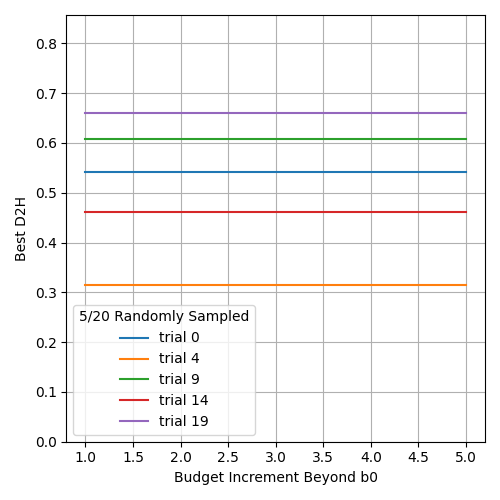 0.8
0.7
0.6
0.5
0.4
0.3
0.2
0.1
0.0
Best D2H
5/20 Randomly Sampled
trial 0
trial 4
trial 9
trial 14
trial 19
1.0 1.5 2.0 2.5 3.0 3.5 4.0 4.5 5.0
Budget Increment Beyond b0